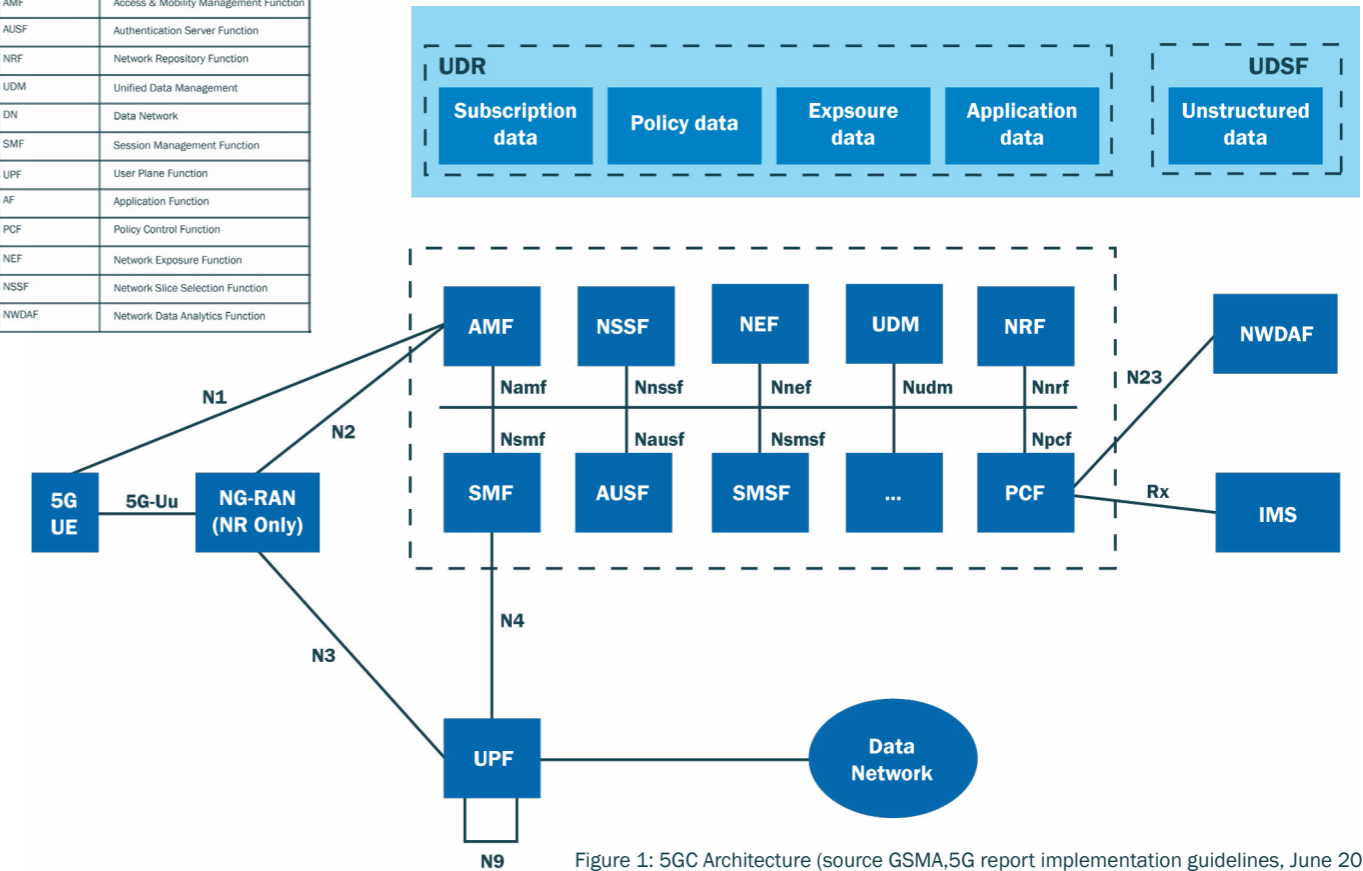 AMF Access & Mobility Management Function
AUSF Authentication Server Function
NRF Network Repository Function
UDM Unified Data Management
DN Data Network
SMF Session Management Function
UPF User Plane Function
AF Application Function
PCF Policy Control Function
NEF Network Exposure Function
NSSF Network Slice Selection Function
NWDAF Network Data Analytics Function
UDR
Subscription
data
Policy data
Expsoure
data
Application
data
UDSF
Unstructured
data
AMF
NSSF
NEF
UDM
NRF
NWDAF
Namf
Nnssf
Nnef
Nudm
Nnrf
N23
N1
N2
Nsmf
Nausf
Nsmsf
Npcf
5G
UE
5G-Uu
NG-RAN
(NR Only)
SMF
AUSF
SMSF
...
PCF
Rx
IMS
N4
N3
UPF
Data
Network
N9
Figure 1: 5GC Architecture (source GSMA,5G report implementation guidelines, June 20